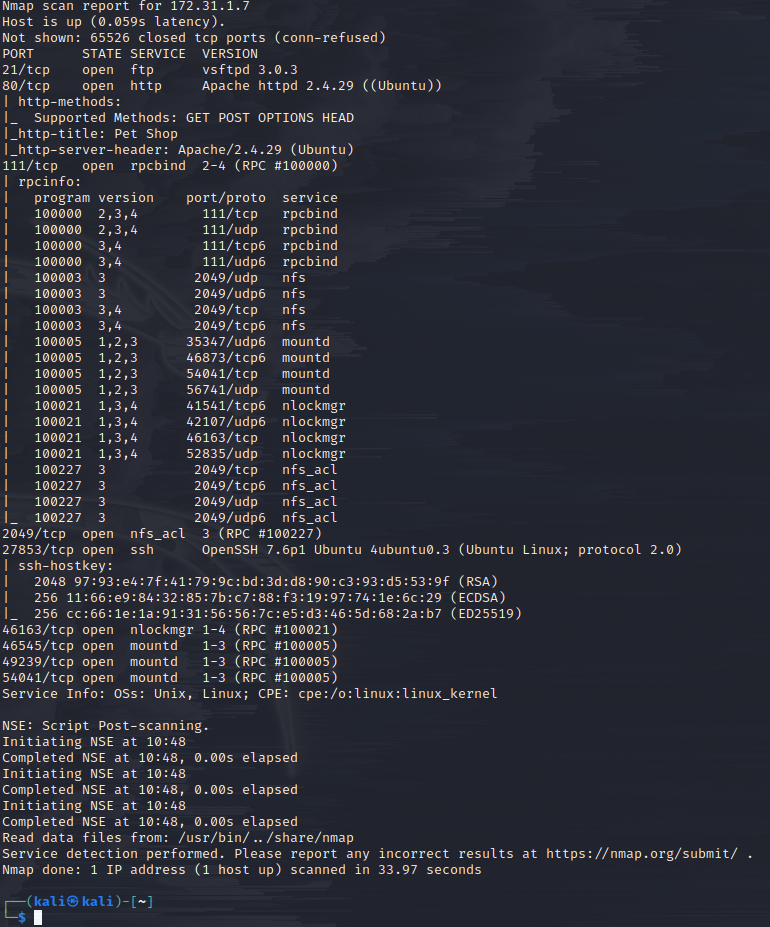 Nmap scan report for 172.31.1.7
Host is up (0.059s latency).
Not shown: 65526 closed tcp ports (conn-refused)
PORT      STATE SERVICE  VERSION
21/tcp    open  ftp      vsftpd 3.0.3
80/tcp    open  http     Apache httpd 2.4.29 ((Ubuntu))
| http-methods:
|_  Supported Methods: GET POST OPTIONS HEAD
|_http-title: Pet Shop
|_http-server-header: Apache/2.4.29 (Ubuntu)
111/tcp   open  rpcbind  2-4 (RPC #100000)
| rpcinfo:
|   program version    port/proto  service
|   100000  2,3,4        111/tcp   rpcbind
|   100000  2,3,4        111/udp   rpcbind
|   100000  3,4          111/tcp6  rpcbind
|   100000  3,4          111/udp6  rpcbind
|   100003  3           2049/udp   nfs
|   100003  3           2049/udp6  nfs
|   100003  3,4         2049/tcp   nfs
|   100003  3,4         2049/tcp6  nfs
|   100005  1,2,3      35347/udp6  mountd
|   100005  1,2,3      46873/tcp6  mountd
|   100005  1,2,3      54041/tcp   mountd
|   100005  1,2,3      56741/udp   mountd
|   100021  1,3,4      41541/tcp6  nlockmgr
|   100021  1,3,4      42107/udp6  nlockmgr
|   100021  1,3,4      46163/tcp   nlockmgr
|   100021  1,3,4      52835/udp   nlockmgr
|   100227  3           2049/tcp   nfs_acl
|   100227  3           2049/tcp6  nfs_acl
|   100227  3           2049/udp   nfs_acl
|_  100227  3           2049/udp6  nfs_acl
2049/tcp  open  nfs_acl  3 (RPC #100227)
27853/tcp open  ssh      OpenSSH 7.6p1 Ubuntu 4ubuntu0.3 (Ubuntu Linux; protocol 2.0)
| ssh-hostkey:
|   2048 97:93:e4:7f:41:79:9c:bd:3d:d8:90:c3:93:d5:53:9f (RSA)
|   256 11:66:e9:84:32:85:7b:c7:88:f3:19:97:74:1e:6c:29 (ECDSA)
|_  256 cc:66:1e:1a:91:31:56:56:7c:e5:d3:46:5d:68:2a:b7 (ED25519)
46163/tcp open  nlockmgr 1-4 (RPC #100021)
46545/tcp open  mountd   1-3 (RPC #100005)
49239/tcp open  mountd   1-3 (RPC #100005)
54041/tcp open  mountd   1-3 (RPC #100005)
Service Info: OSs: Unix, Linux; CPE: cpe:/o:linux:linux_kernel

NSE: Script Post-scanning.
Initiating NSE at 10:48
Completed NSE at 10:48, 0.00s elapsed
Initiating NSE at 10:48
Completed NSE at 10:48, 0.00s elapsed
Initiating NSE at 10:48
Completed NSE at 10:48, 0.00s elapsed
Read data files from: /usr/bin/../share/nmap
Service detection performed. Please report any incorrect results at https://nmap.org/submit/ .
Nmap done: 1 IP address (1 host up) scanned in 33.97 seconds

┌──(kali㉿kali)-[~]
└─$